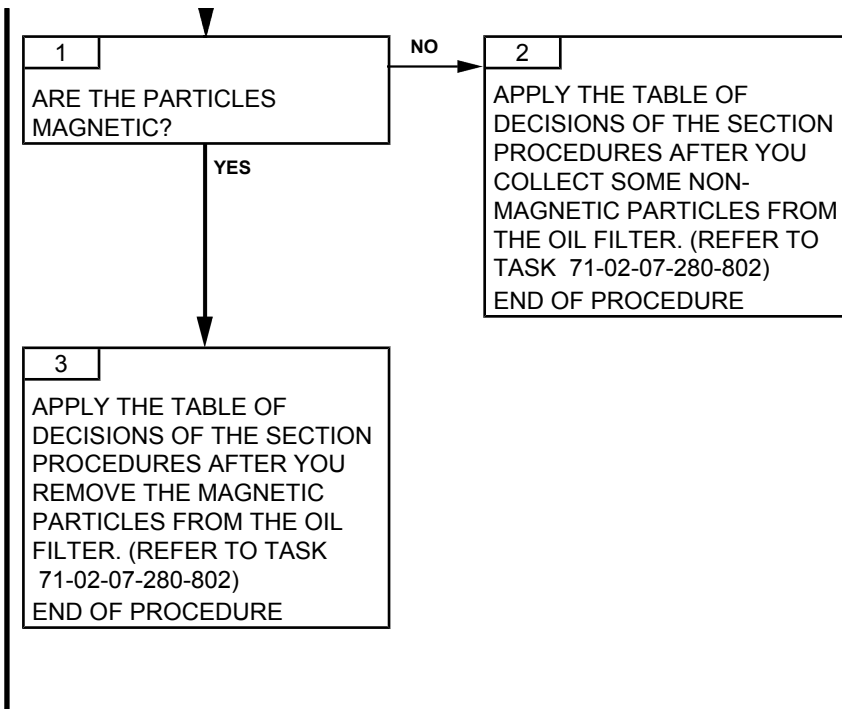 1
ARE THE PARTICLES
MAGNETIC?
NO
YES
2
APPLY THE TABLE OF
DECISIONS OF THE SECTION
PROCEDURES AFTER YOU
COLLECT SOME NON-
MAGNETIC PARTICLES FROM
THE OIL FILTER. (REFER TO
TASK 71-02-07-280-802)
END OF PROCEDURE
3
APPLY THE TABLE OF
DECISIONS OF THE SECTION
PROCEDURES AFTER YOU
REMOVE THE MAGNETIC
PARTICLES FROM THE OIL
FILTER. (REFER TO TASK
71-02-07-280-802)
END OF PROCEDURE